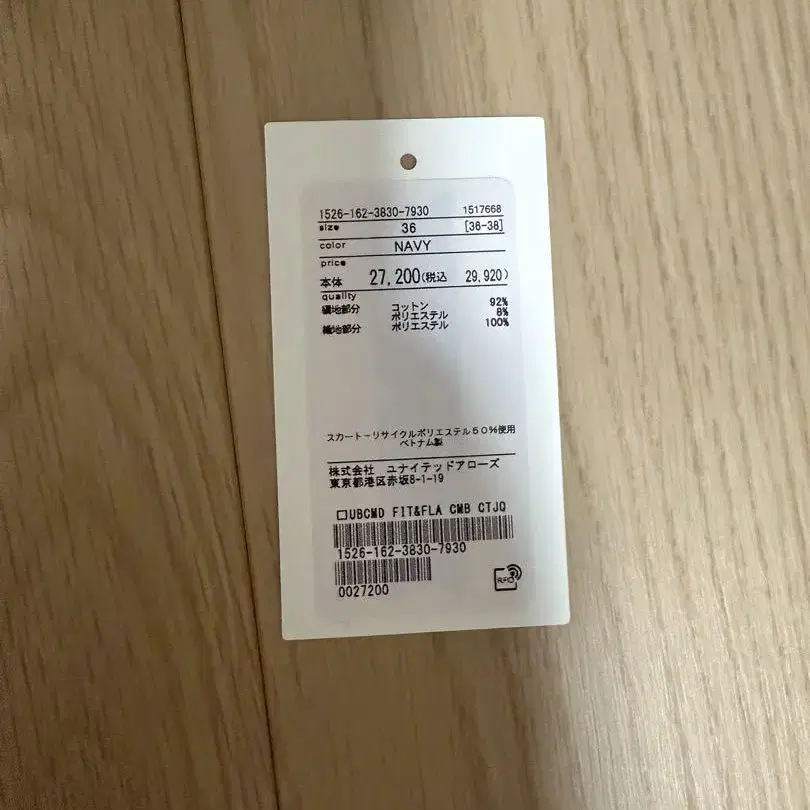 1526-162-3830-7930 1517668
size 36 [36-38]
color NAVY
price
本体 27,200(税込 29,920)
quality
編地部分 コットン 92%
ポリエステル 8%
織地部分 ポリエステル 100%
スカートーリサイクルポリエステル50%使用
ベトナム製
株式会社 ユナイテッドアローズ
東京都港区赤坂8-1-19
□UBCMD FIT&FLA CMB CTJQ
1526-162-3830-7930
0027200
RFID